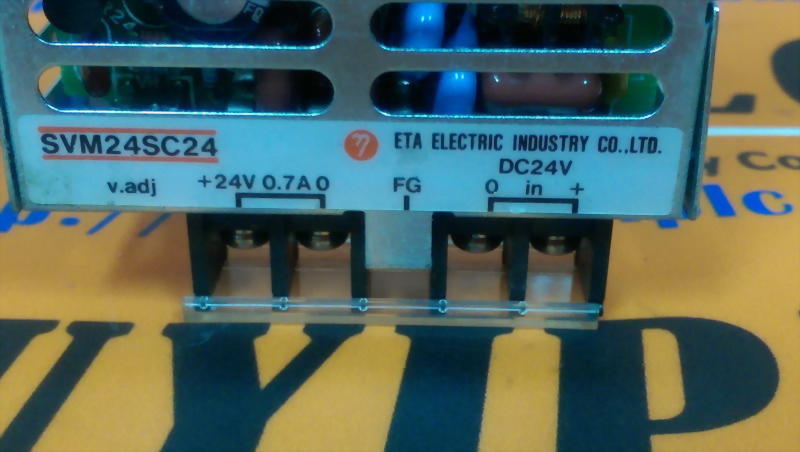 SVM24SC24
η ETA ELECTRIC INDUSTRY CO.,LTD.
DC24V
v.adj +24V 0.7A 0 FG 0 in +